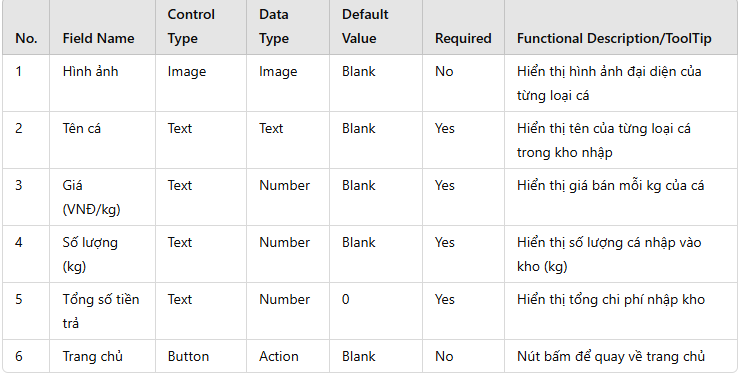 No. Field Name Control Type Data Type Default Value Required Functional Description/ToolTip
1 Hình ảnh Image Image Blank No Hiển thị hình ảnh đại diện của từng loại cá
2 Tên cá Text Text Blank Yes Hiển thị tên của từng loại cá trong kho nhập
3 Giá (VNĐ/kg) Text Number Blank Yes Hiển thị giá bán mỗi kg của cá
4 Số lượng (kg) Text Number Blank Yes Hiển thị số lượng cá nhập vào kho (kg)
5 Tổng số tiền trả Text Number 0 Yes Hiển thị tổng chi phí nhập kho
6 Trang chủ Button Action Blank No Nút bấm để quay về trang chủ